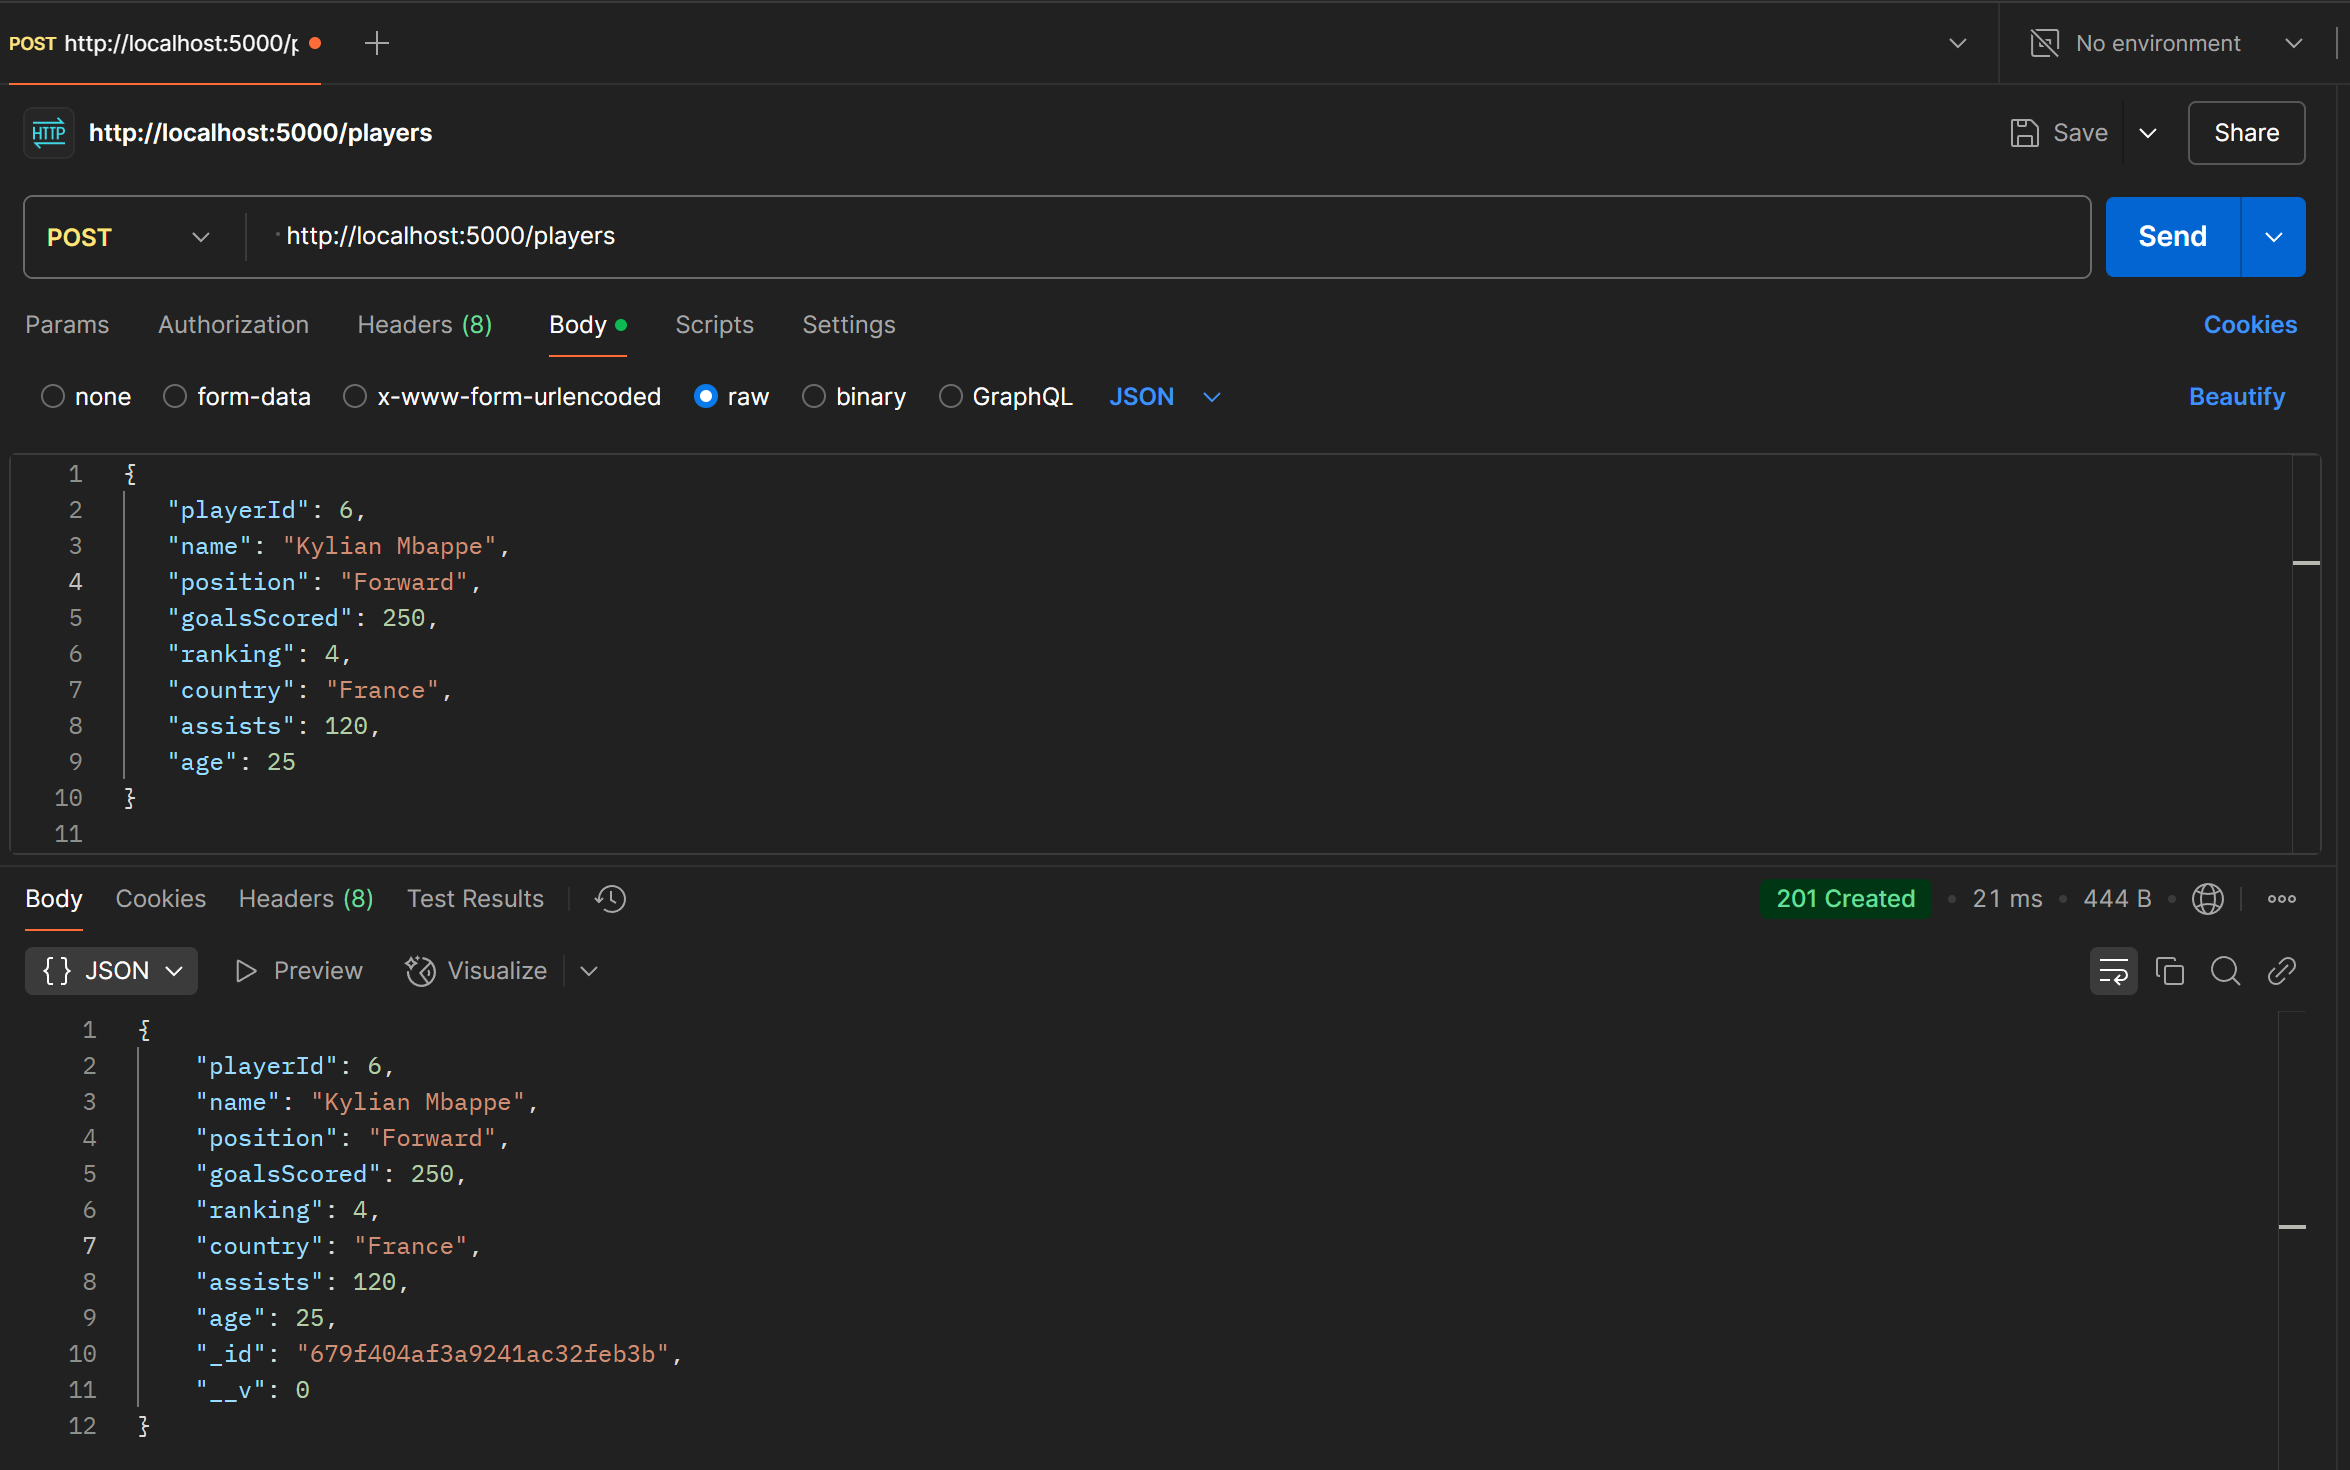 POST http://localhost:5000/p
No environment
HTTP http://localhost:5000/players
Save
Share
POST http://localhost:5000/players
Send
Params Authorization Headers (8) Body Scripts Settings Cookies
none form-data x-www-form-urlencoded raw binary GraphQL JSON Beautify
1 {
2 "playerId": 6,
3 "name": "Kylian Mbappe",
4 "position": "Forward",
5 "goalsScored": 250,
6 "ranking": 4,
7 "country": "France",
8 "assists": 120,
9 "age": 25
10 }
11
Body Cookies Headers (8) Test Results 201 Created • 21 ms • 444 B •
{} JSON Preview Visualize
1 {
2 "playerId": 6,
3 "name": "Kylian Mbappe",
4 "position": "Forward",
5 "goalsScored": 250,
6 "ranking": 4,
7 "country": "France",
8 "assists": 120,
9 "age": 25,
10 "_id": "679f404af3a9241ac32feb3b",
11 "__v": 0
12 }